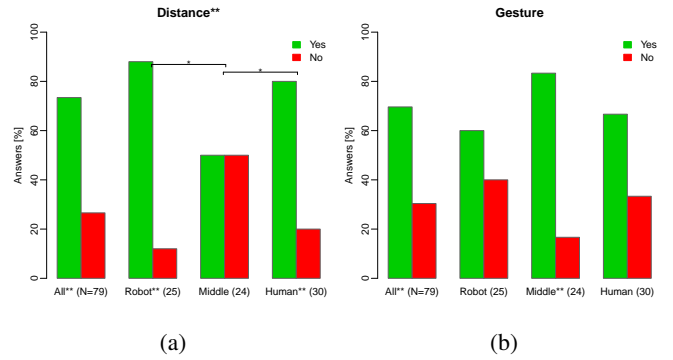 Distance**
Answers [%]
100
80
60
40
20
0
Yes
No
*
*
All** (N=79) Robot** (25) Middle (24) Human** (30)
(a)
Gesture
Answers [%]
100
80
60
40
20
0
Yes
No
All** (N=79) Robot (25) Middle** (24) Human (30)
(b)